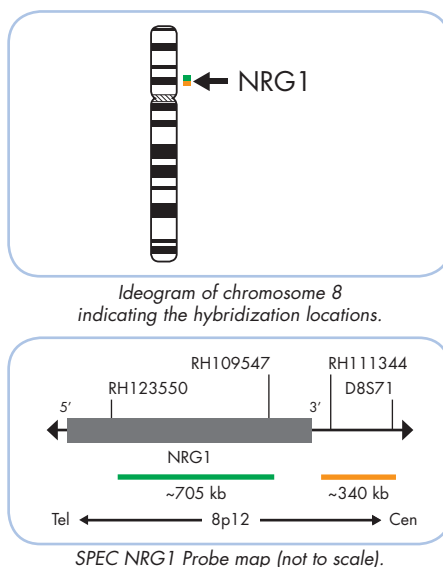 NRG1
Ideogram of chromosome 8
indicating the hybridization locations.
RH109547 RH111344
RH123550 D8S71
5' 3'
NRG1
~705 kb ~340 kb
Tel 8p12 Cen
SPEC NRG1 Probe map (not to scale).